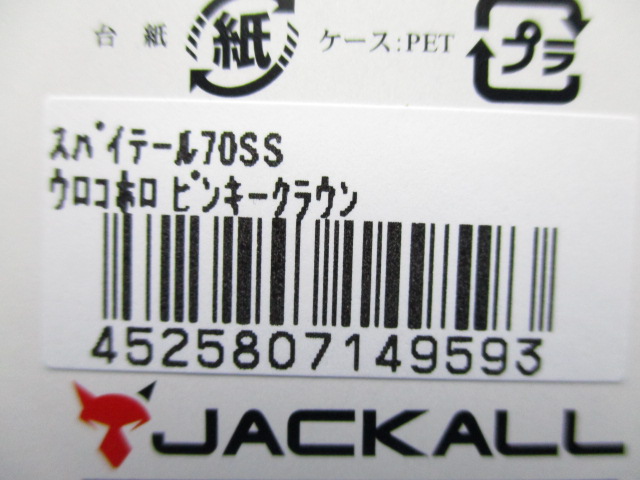 台紙 紙 ケース:PET プラ
スパイテール70SS
ウロコホロ ピンキークラウン
4525807149593
JACKALL